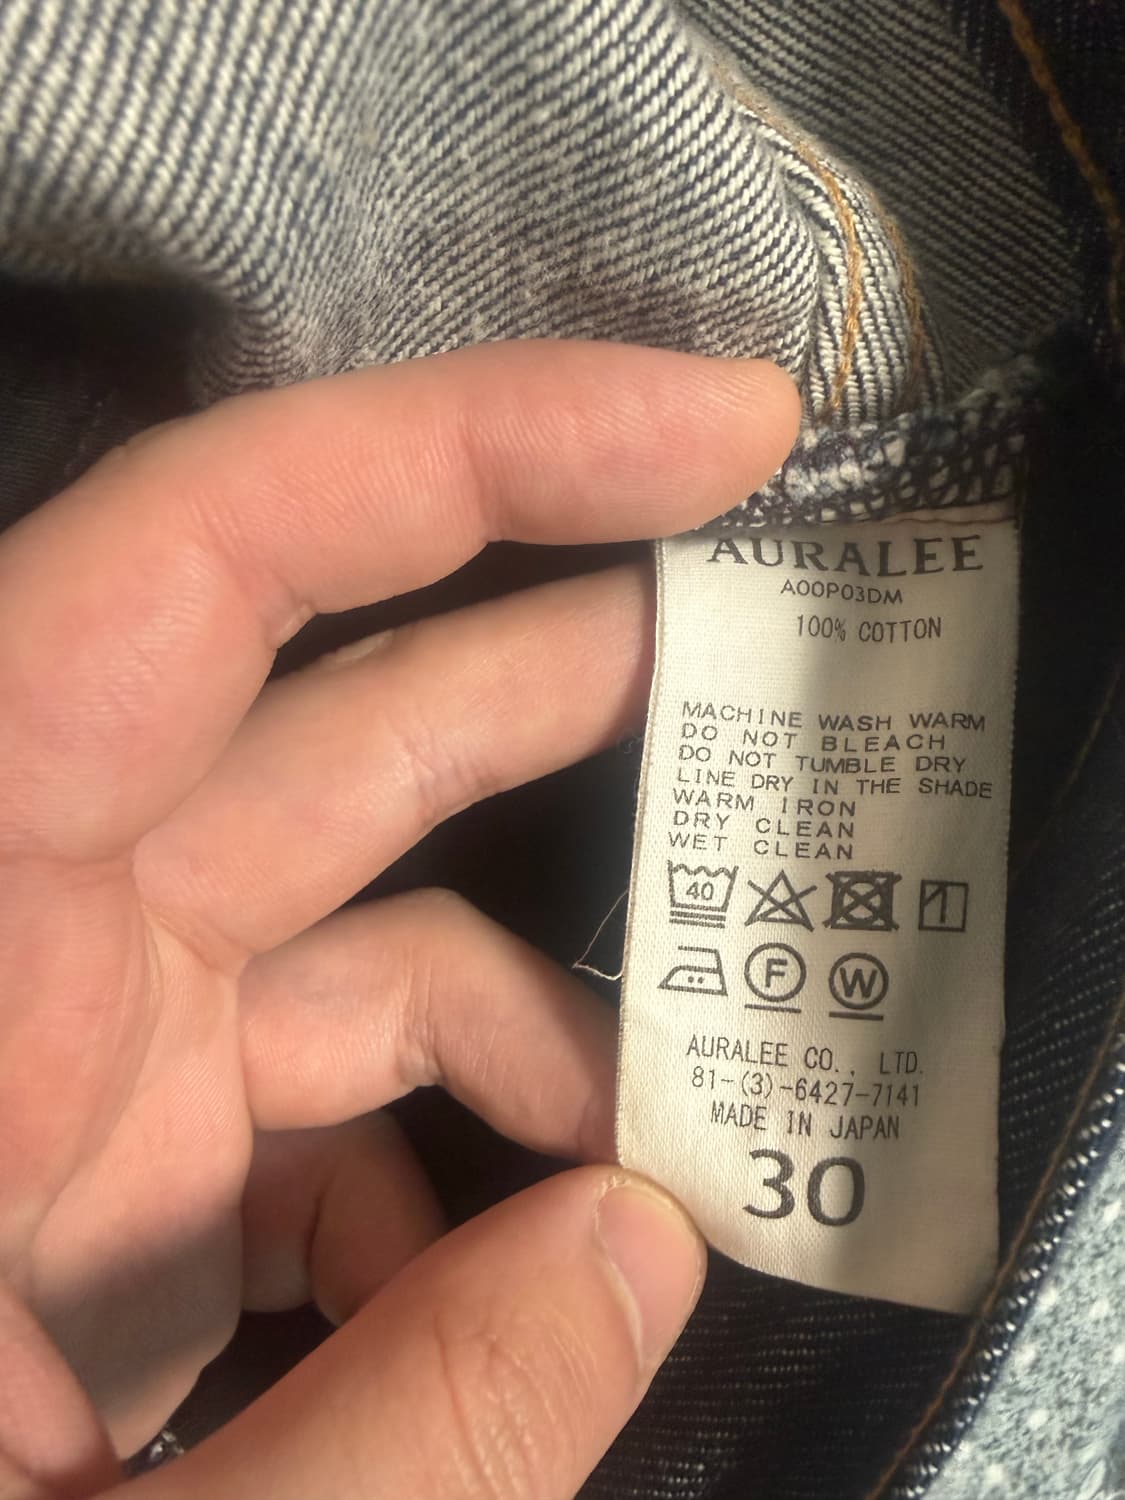 AURALEE
A00P03DM
100% COTTON
MACHINE WASH WARM
DO NOT BLEACH
DO NOT TUMBLE DRY
LINE DRY IN THE SHADE
WARM IRON
DRY CLEAN
WET CLEAN
40
F W
AURALEE CO., LTD.
81-(3)-6427-7141
MADE IN JAPAN
30